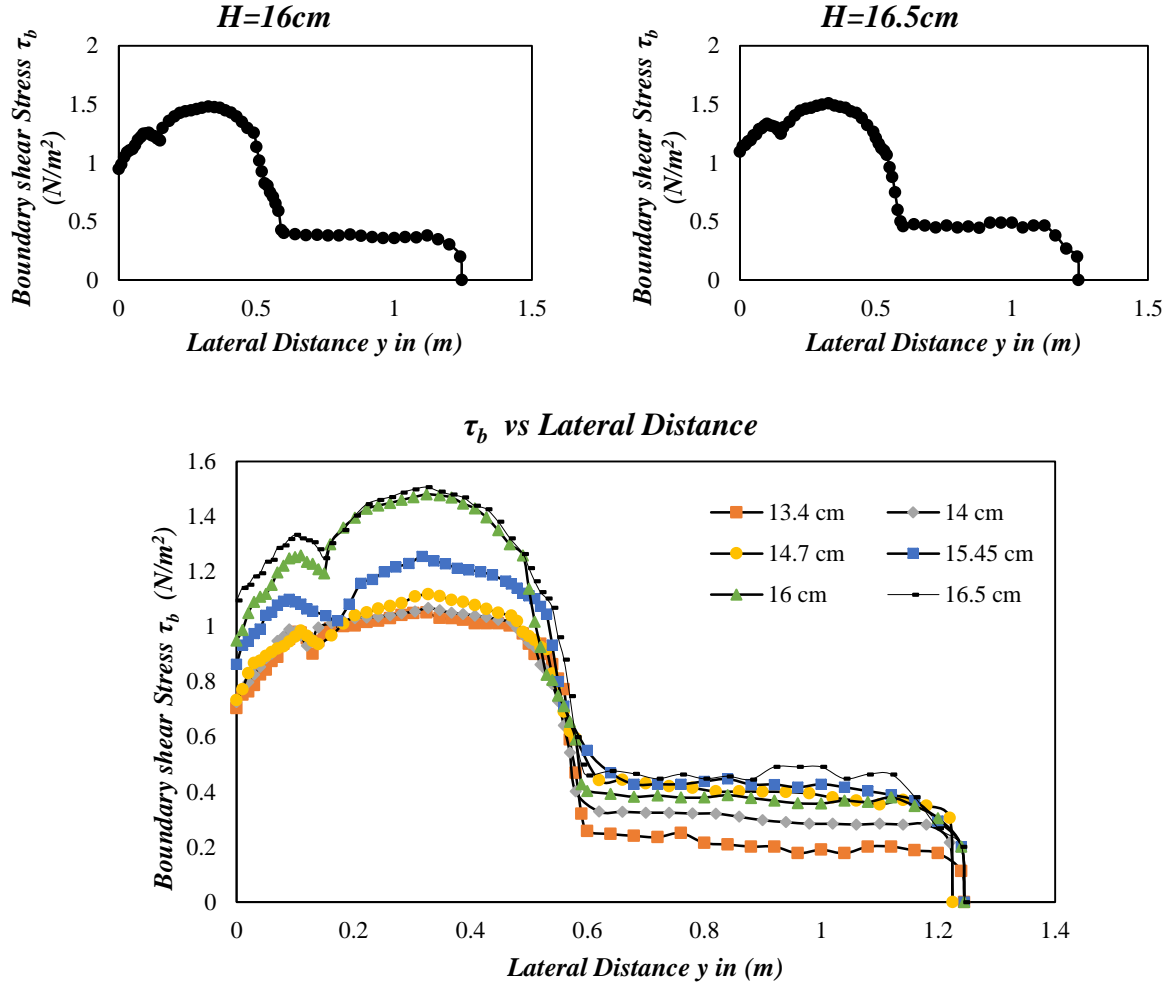 H=16cm
Boundary shear Stress τb
(N/m²)
2
1.5
1
0.5
0
0
0.5
1
1.5
Lateral Distance y in (m)
H=16.5cm
Boundary shear Stress τb
(N/m²)
2
1.5
1
0.5
0
0
0.5
1
1.5
Lateral Distance y in (m)
τb vs Lateral Distance
Boundary shear Stress τb (N/m²)
1.6
1.4
1.2
1
0.8
0.6
0.4
0.2
0
13.4 cm
14 cm
14.7 cm
15.45 cm
16 cm
16.5 cm
0
0.2
0.4
0.6
0.8
1
1.2
1.4
Lateral Distance y in (m)